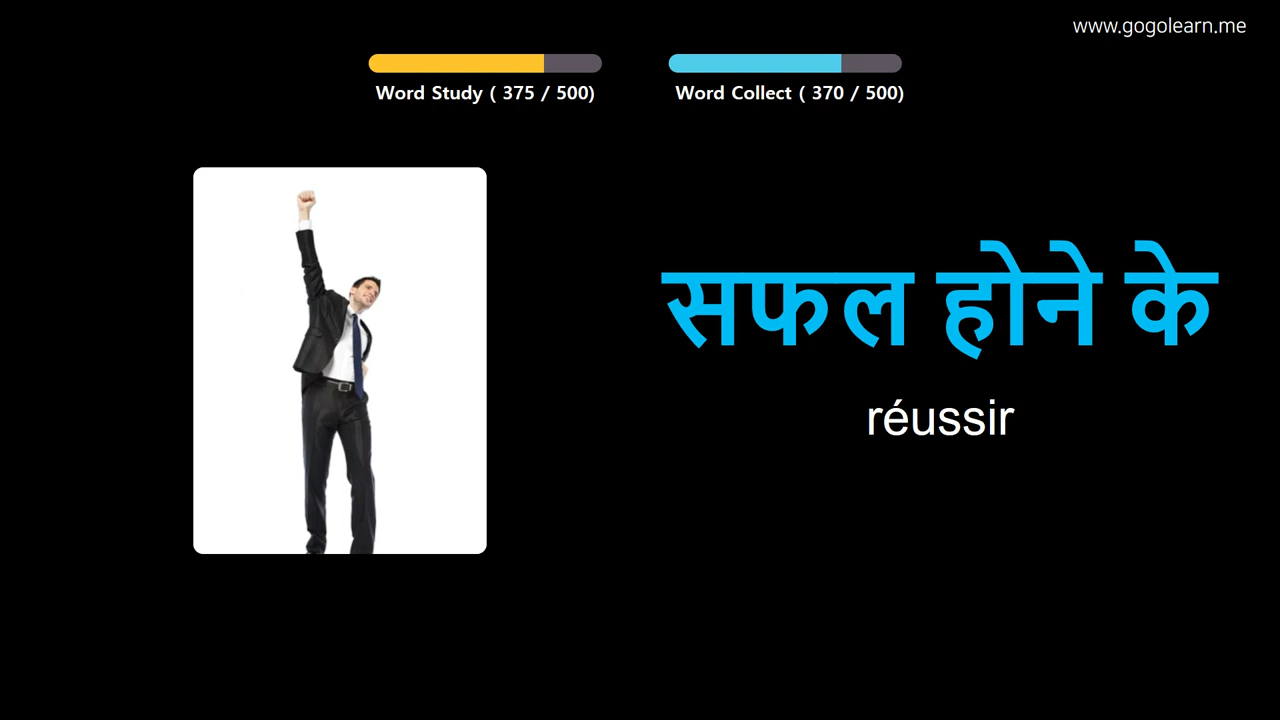 www.gogolearn.me
Word Study ( 375 / 500)
Word Collect ( 370 / 500)
सफल होने के
réussir